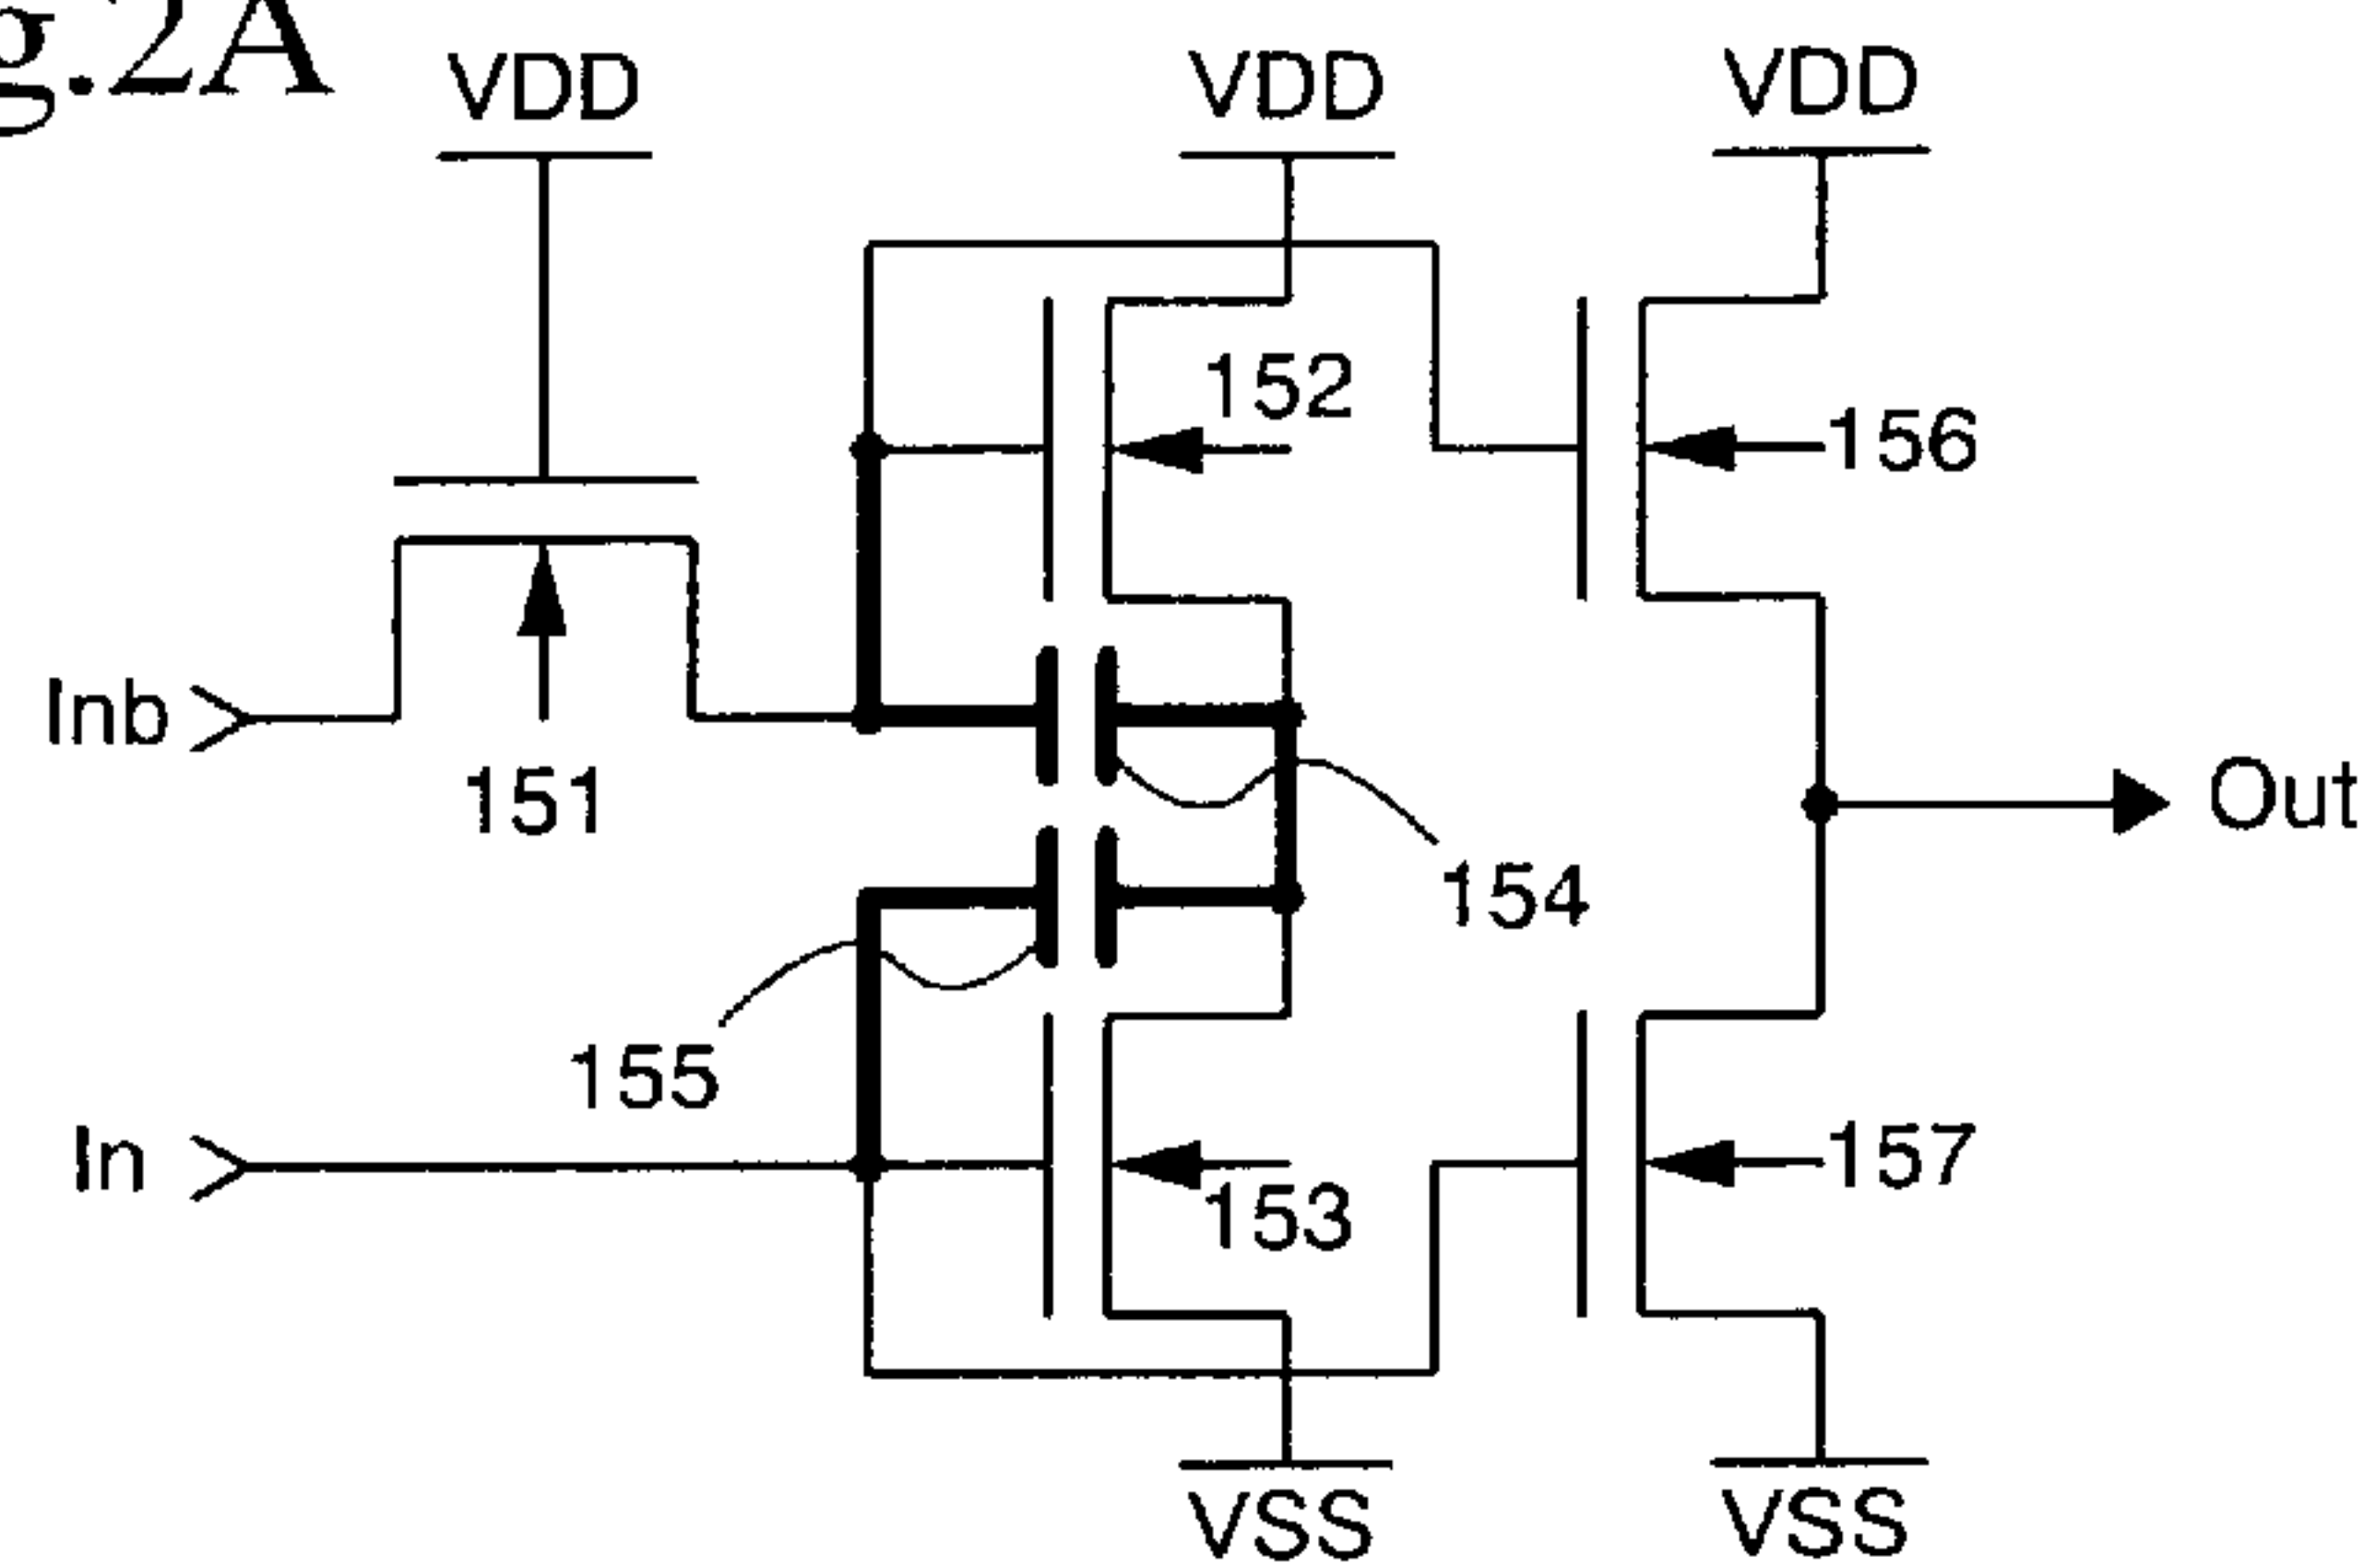 g.2A
VDD VDD VDD
152
156
Inb
151
Out
154
155
In
157
153
VSS VSS